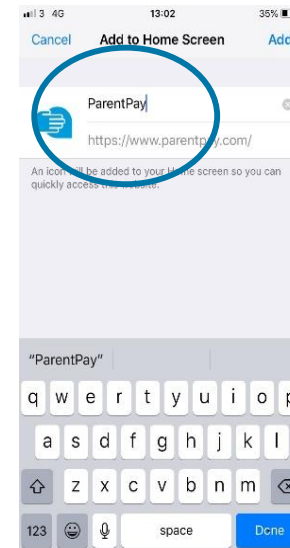 3 4G 13:02 35%
Cancel Add to Home Screen Add
ParentPay
https://www.parentpay.com/
An icon will be added to your Home screen so you can
quickly access this website.
"ParentPay"
q w e r t y u i o p
a s d f g h j k l
z x c v b n m
123 space Done